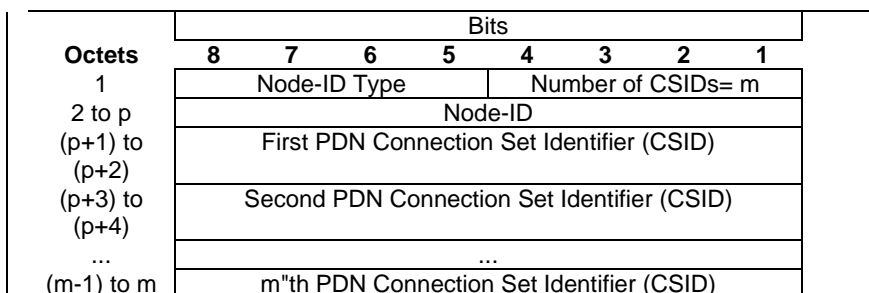 Bits
Octets 8 7 6 5 4 3 2 1
1 Node-ID Type Number of CSIDs= m
2 to p Node-ID
(p+1) to First PDN Connection Set Identifier (CSID)
(p+2)
(p+3) to Second PDN Connection Set Identifier (CSID)
(p+4)
... ...
(m-1) to m m"th PDN Connection Set Identifier (CSID)